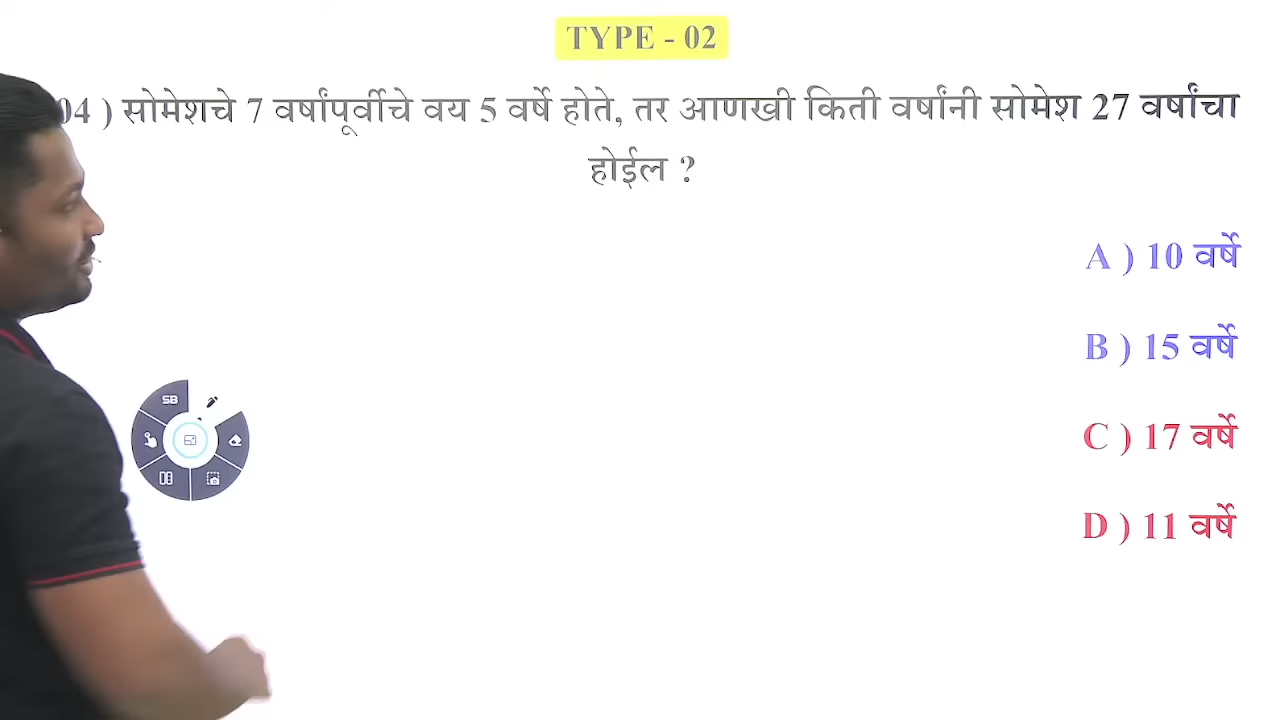 TYPE - 02
04 ) सोमेशचे 7 वर्षांपूर्वीचे वय 5 वर्षे होते, तर आणखी किती वर्षांनी सोमेश 27 वर्षांचा
होईल ?
A ) 10 वर्षे
B ) 15 वर्षे
C ) 17 वर्षे
D ) 11 वर्षे
SB